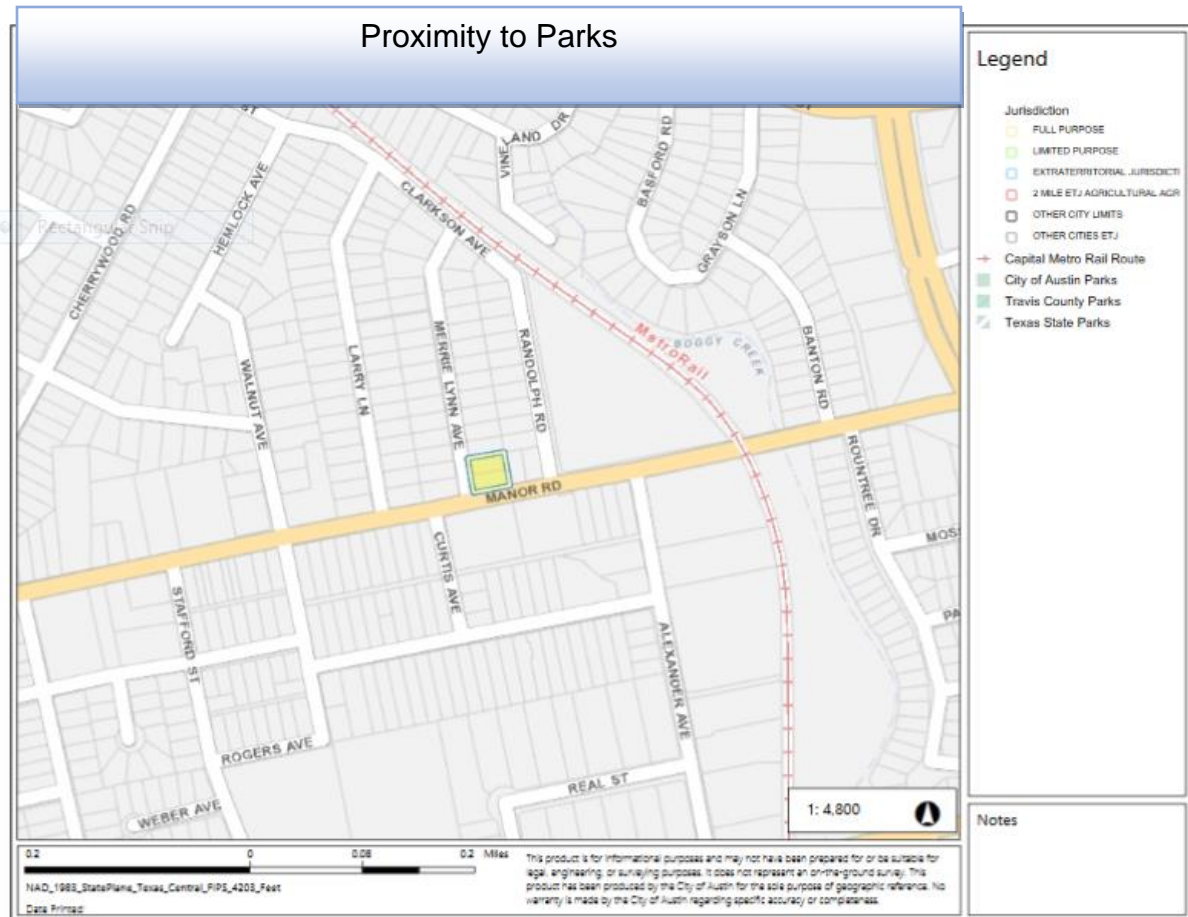 Proximity to Parks
Legend
Jurisdiction
FULL PURPOSE
LIMITED PURPOSE
EXTRATERRITORIAL JURISDICTI
2 MILE ETJ AGRICULTURAL AGR
OTHER CITY LIMITS
OTHER CITIES ETJ
Capital Metro Rail Route
City of Austin Parks
Travis County Parks
Texas State Parks
ST
VINELAND DR
BASFORD RD
CHERRYWOOD RD
HEMLOCK AVE
CLARKSON AVE
GRAYSON LN
Rectangular Snip
WALNUT AVE
LARRY LN
MERRIE LYNN AVE
RANDOLPH RD
MetroRail
BOGGY CREEK
BANTON RD
MANOR RD
ROUNTREE DR
MOSS
CURTIS AVE
STAFFORD ST
ALEXANDER AVE
PA
ROGERS AVE
REAL ST
WEBER AVE
1: 4,800
Notes
0.2 0 0.08 0.2 Miles
NAD_1983_StatePlane_Texas_Central_FIPS_4203_Feet
Date Printed:
This product is for informational purposes and may not have been prepared for or be suitable for
legal, engineering, or surveying purposes. It does not represent an on-the-ground survey. This
product has been produced by the City of Austin for the sole purpose of geographic reference. No
warranty is made by the City of Austin regarding specific accuracy or completeness.